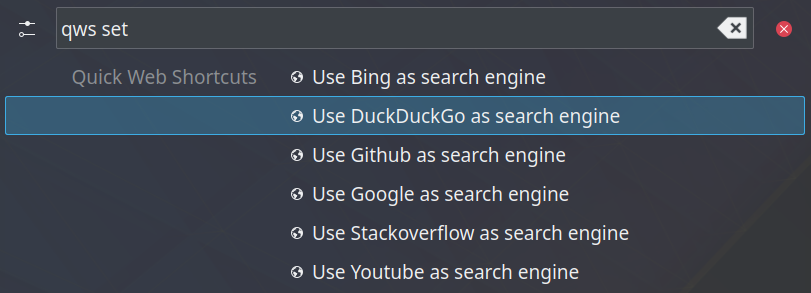 qws set
Quick Web Shortcuts Use Bing as search engine
Use DuckDuckGo as search engine
Use Github as search engine
Use Google as search engine
Use Stackoverflow as search engine
Use Youtube as search engine